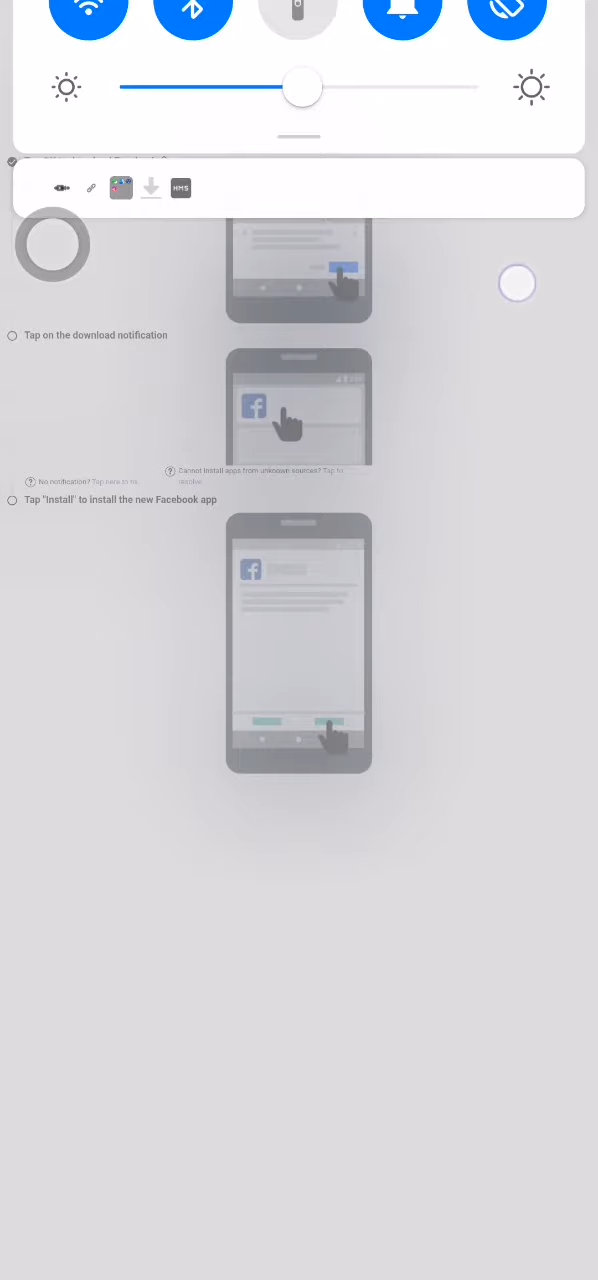 HMS
Tap on the download notification
Cannot install apps from unknown sources? Tap to
No notification? Tap here to fix
resolve
Tap "Install" to install the new Facebook app